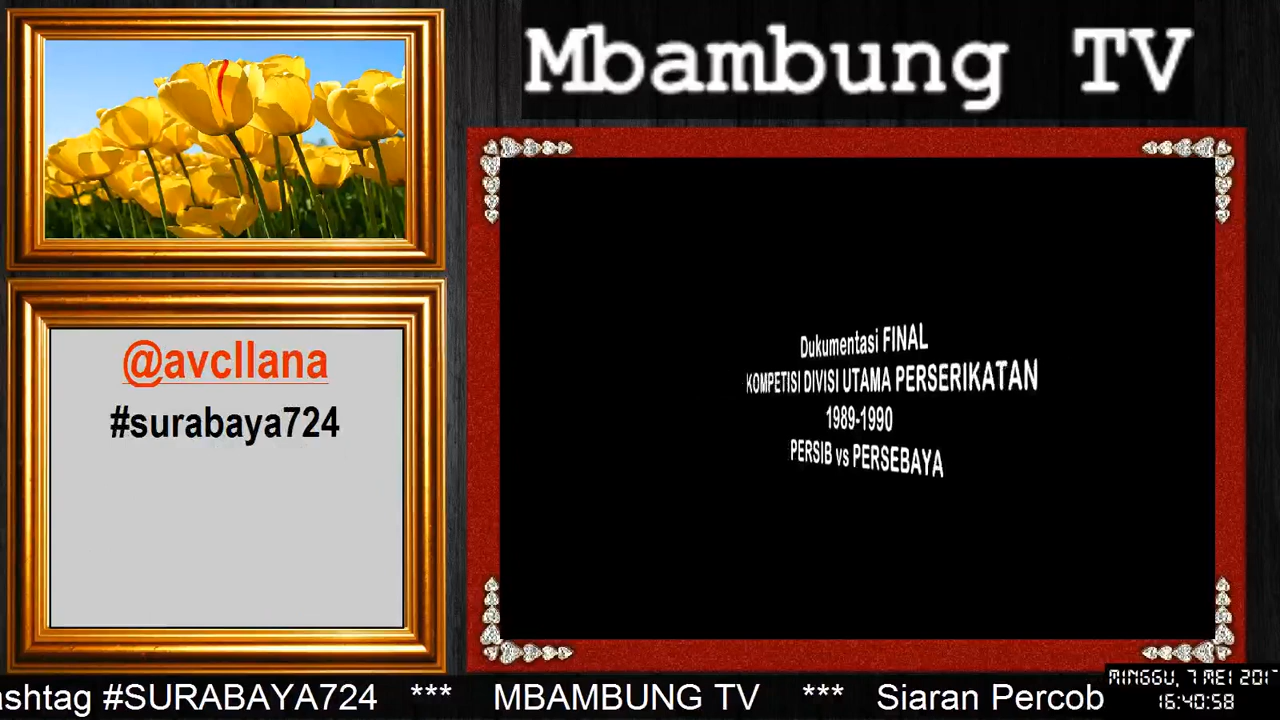 Mbambung TV
@avcllana
#surabaya724
Dukumentasi FINAL
KOMPETISI DIVISI UTAMA PERSERIKATAN
1989-1990
PERSIB vs PERSEBAYA
ashtag #SURABAYA724 *** MBAMBUNG TV *** Siaran Percob
MINGGU, 7 MEI 2017
16:40:58